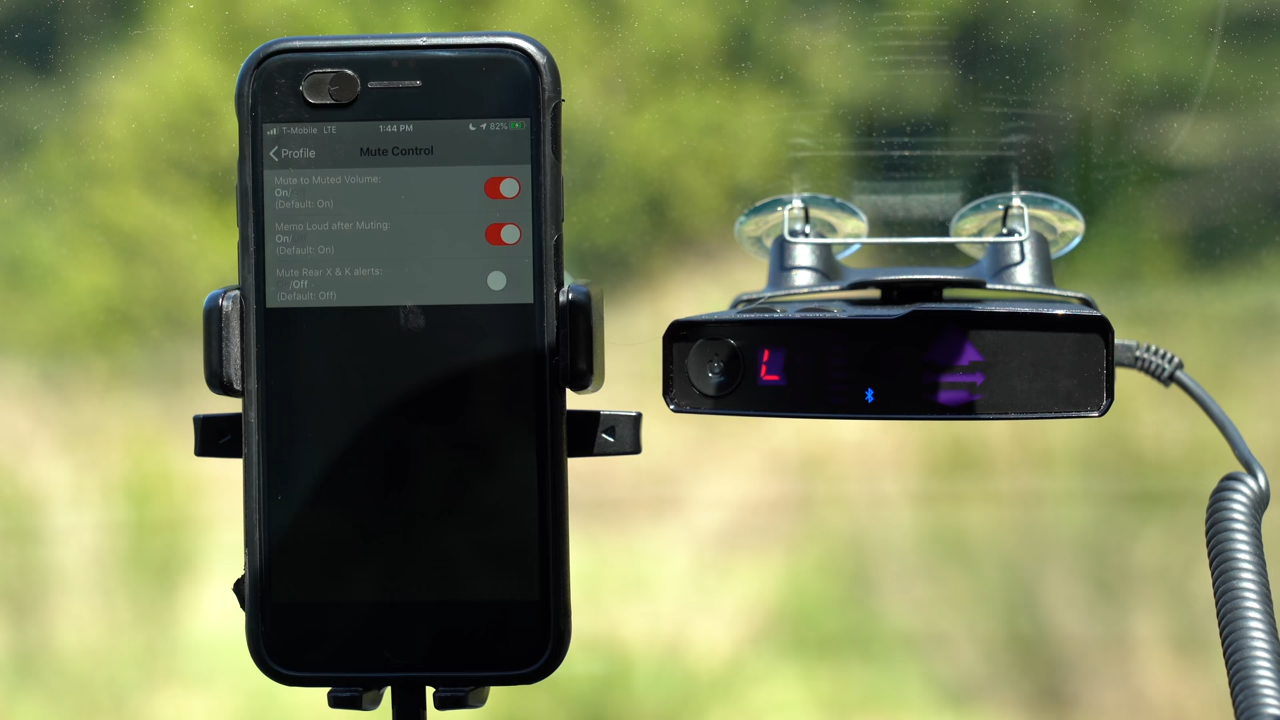 T-Mobile LTE 1:44 PM 82%
Profile Mute Control
Mute to Muted Volume:
On/
(Default: On)
Memo Loud after Muting:
On/
(Default: On)
Mute Rear X & K alerts:
/Off
(Default: Off)
L